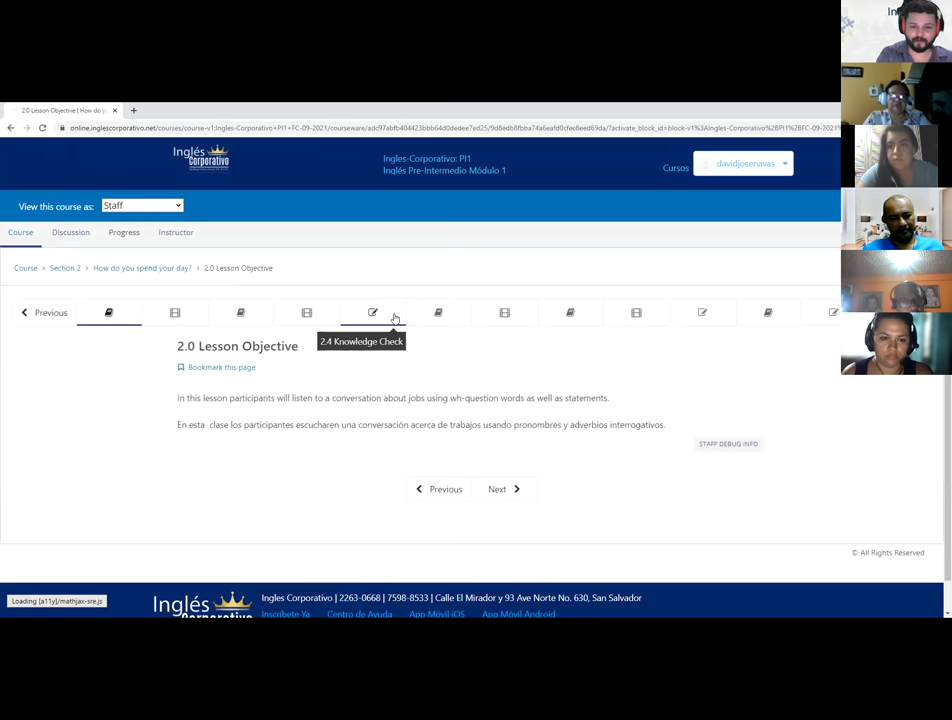 2.0 Lesson Objective | How do yo
online.inglescorporativo.net/courses/course-v1:Ingles-Corporativo+PI1+FC-09-2021/courseware/adc97abfb404423bbb64d0dedee7ed25/9d8edb8fbba74a6eafd0cfec8eed69da/?activate_block_id=block-v1%3AIngles-Corporativo%2BPI1%2BFC-09-2021%
Inglés
Corporativo
Ingles-Corporativo: PI1
Inglés Pre-Intermedio Módulo 1
Cursos
davidjosenavas
View this course as:
Staff
Course
Discussion
Progress
Instructor
Course > Section 2 > How do you spend your day? > 2.0 Lesson Objective
Previous
2.4 Knowledge Check
2.0 Lesson Objective
Bookmark this page
In this lesson participants will listen to a conversation about jobs using wh-question words as well as statements.
En esta clase los participantes escucharen una conversación acerca de trabajos usando pronombres y adverbios interrogativos.
STAFF DEBUG INFO
Previous
Next
© All Rights Reserved
Loading [a11y]/mathjax-sre.js
Inglés
Corporativo
Ingles Corporativo | 2263-0668 | 7598-8533 | Calle El Mirador y 93 Ave Norte No. 630, San Salvador
Inscríbete Ya
Centro de Ayuda
App Móvil iOS
App Móvil Android